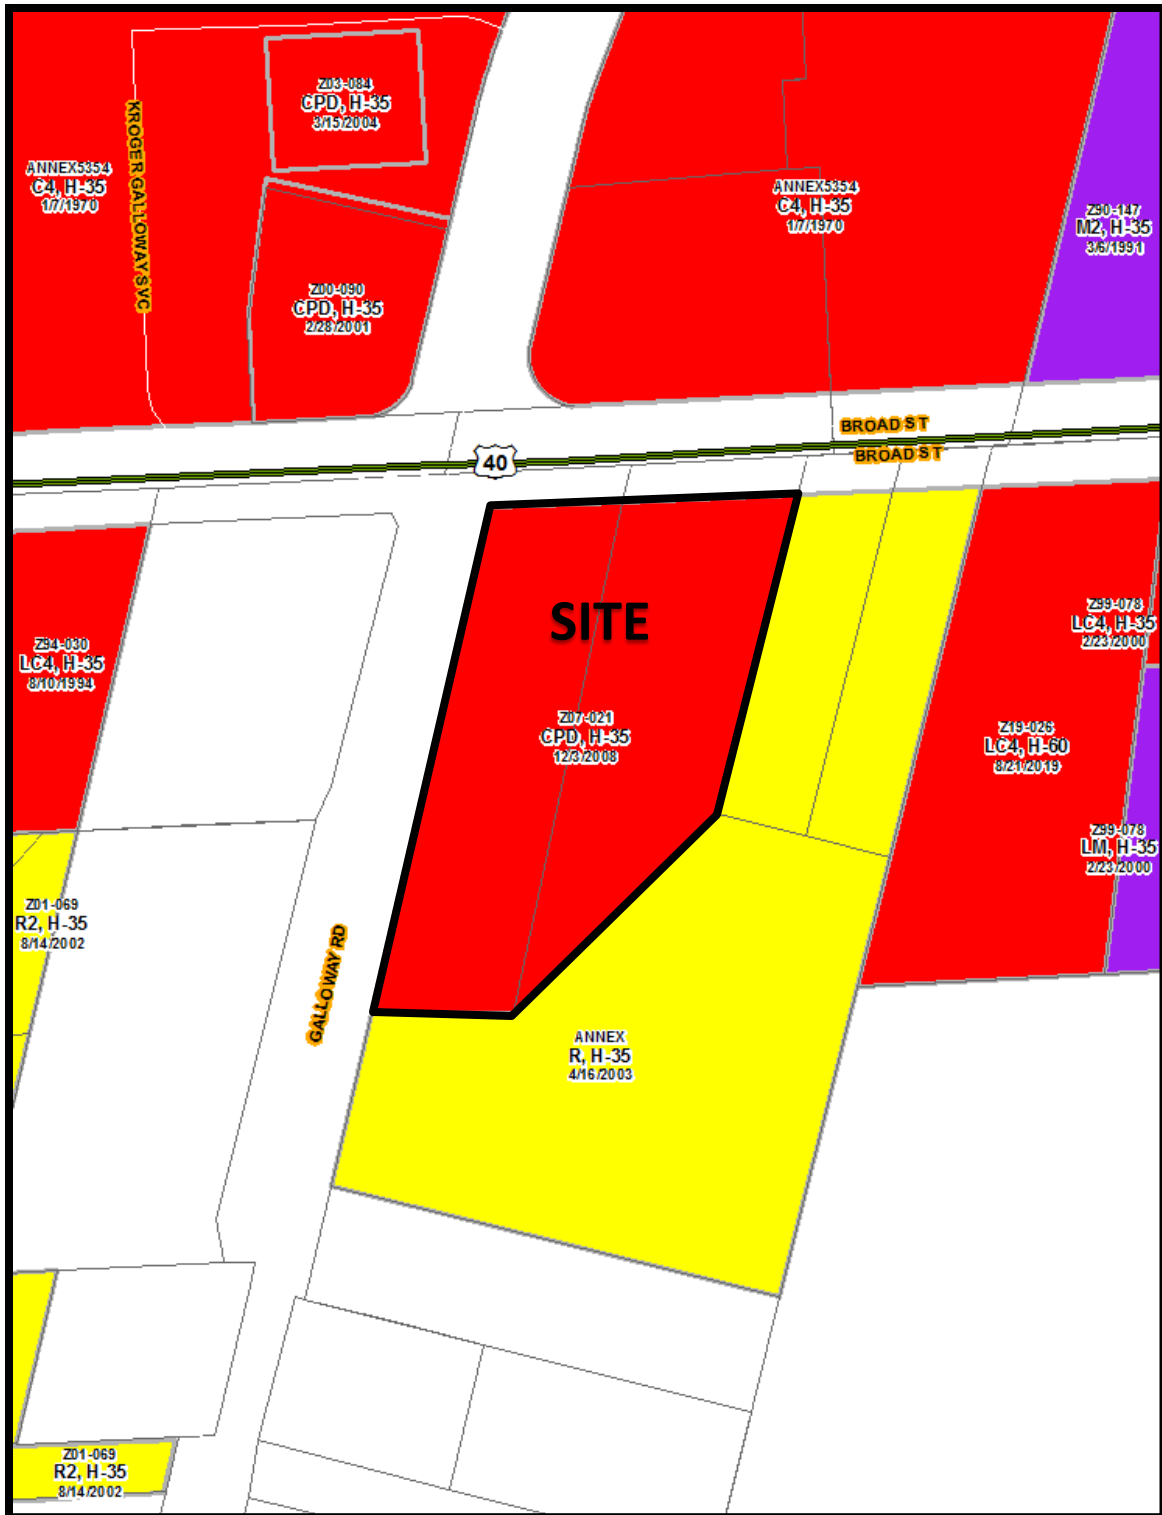 Z03-084
CPD, H-35
3/15/2004
KROGER GALLOWAY SVC
ANNEX5354
C4, H-35
1/7/1970
ANNEX5354
C4, H-35
1/7/1970
Z90-147
M2, H-35
3/6/1991
Z00-090
CPD, H-35
2/28/2001
BROAD ST
BROAD ST
40
SITE
Z99-078
LC4, H-35
2/23/2000
Z94-030
LC4, H-35
8/10/1994
Z07-021
CPD, H-35
12/3/2008
Z19-026
LC4, H-60
8/21/2019
Z99-078
LM, H-35
2/23/2000
Z01-069
R2, H-35
8/14/2002
GALLOWAY RD
ANNEX
R, H-35
4/16/2003
Z01-069
R2, H-35
8/14/2002